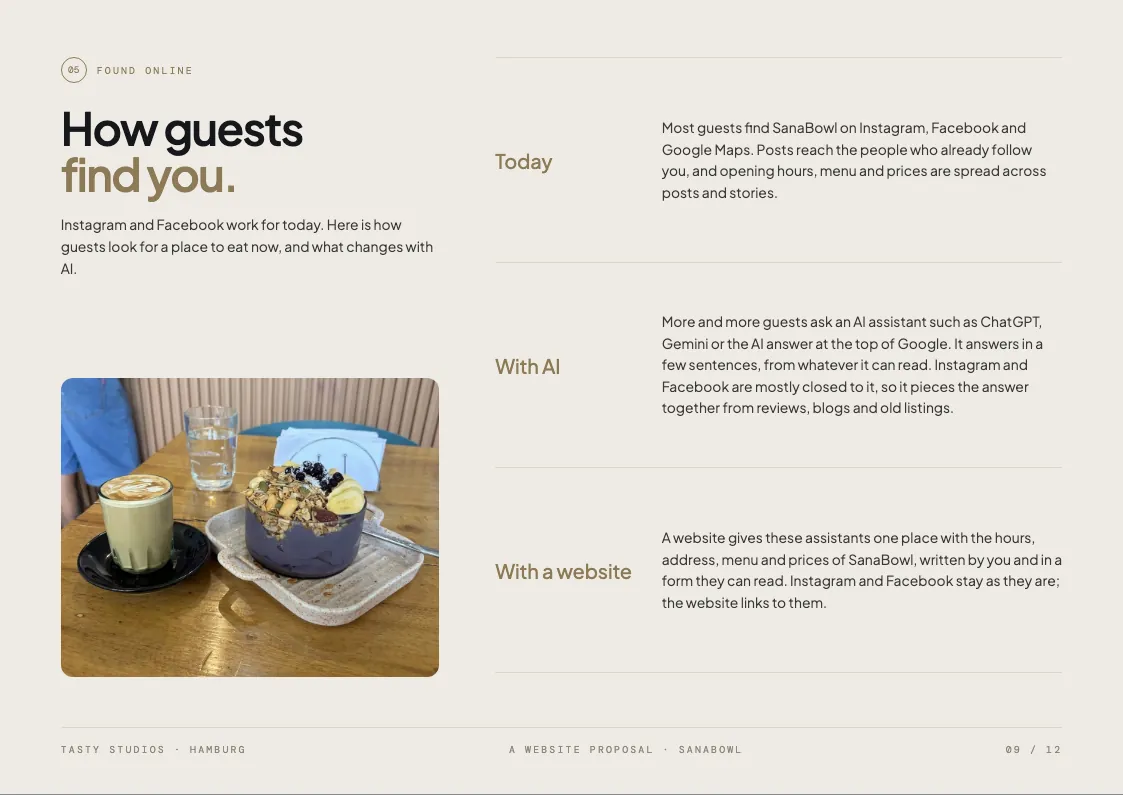 05 FOUND ONLINE
How guests
find you.
Instagram and Facebook work for today. Here is how
guests look for a place to eat now, and what changes with
AI.
Today
Most guests find SanaBowl on Instagram, Facebook and
Google Maps. Posts reach the people who already follow
you, and opening hours, menu and prices are spread across
posts and stories.
With AI
More and more guests ask an AI assistant such as ChatGPT,
Gemini or the AI answer at the top of Google. It answers in a
few sentences, from whatever it can read. Instagram and
Facebook are mostly closed to it, so it pieces the answer
together from reviews, blogs and old listings.
With a website
A website gives these assistants one place with the hours,
address, menu and prices of SanaBowl, written by you and in a
form they can read. Instagram and Facebook stay as they are;
the website links to them.
TASTY STUDIOS · HAMBURG
A WEBSITE PROPOSAL · SANABOWL
09 / 12